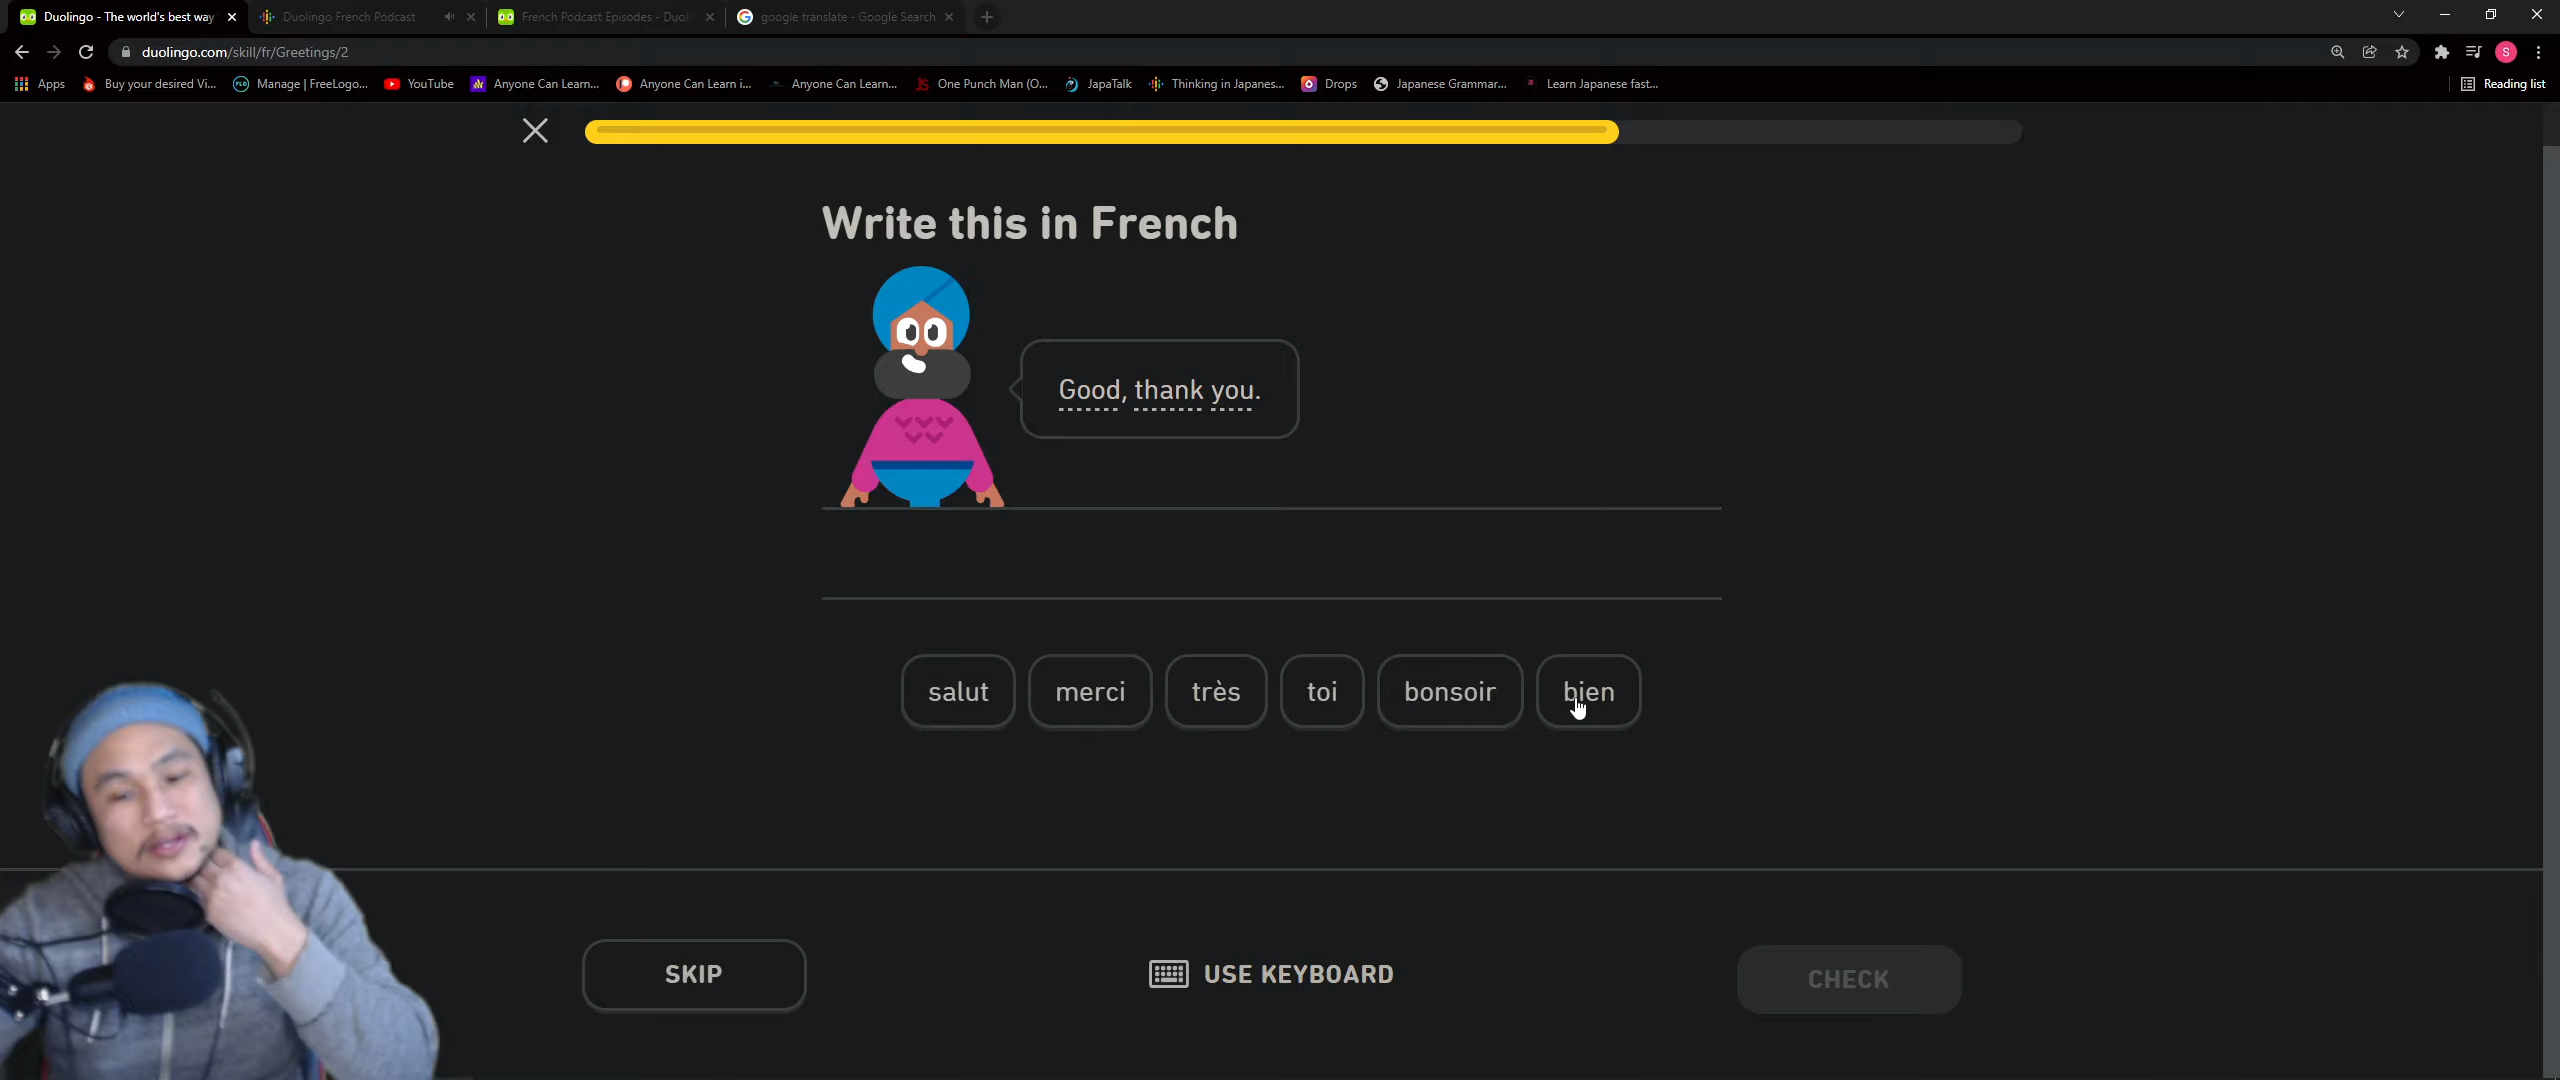 Duolingo - The world's best way
Duolingo French Podcast
French Podcast Episodes - Duoli
google translate - Google Search
duolingo.com/skill/fr/Greetings/2
S
Apps
Buy your desired Vi...
Manage | FreeLogo...
YouTube
Anyone Can Learn...
Anyone Can Learn i...
Anyone Can Learn...
One Punch Man (O...
JapaTalk
Thinking in Japanes...
Drops
Japanese Grammar...
Learn Japanese fast...
Reading list
Write this in French
Good, thank you.
salut
merci
très
toi
bonsoir
bien
SKIP
USE KEYBOARD
CHECK